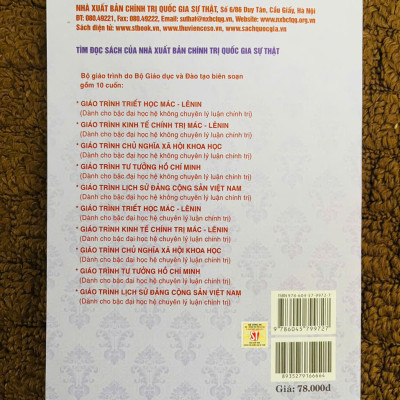 NHÀ XUẤT BẢN CHÍNH TRỊ QUỐC GIA SỰ THẬT, Số 6/86 Duy Tân, Cầu Giấy, Hà Nội
ĐT: 080.49221, Fax: 080.49222, Email: suthat@nxbctqg.vn, Website: www.nxbctqg.org.vn
Sách điện tử: www.stbook.vn, www.thuviencoso.vn, www.sachquocgia.vn
TÌM ĐỌC SÁCH CỦA NHÀ XUẤT BẢN CHÍNH TRỊ QUỐC GIA SỰ THẬT
Bộ giáo trình do Bộ Giáo dục và Đào tạo biên soạn
gồm 10 cuốn:
* GIÁO TRÌNH TRIẾT HỌC MÁC - LÊNIN
(Dành cho bậc đại học hệ không chuyên lý luận chính trị)
* GIÁO TRÌNH KINH TẾ CHÍNH TRỊ MÁC - LÊNIN
(Dành cho bậc đại học hệ không chuyên lý luận chính trị)
* GIÁO TRÌNH CHỦ NGHĨA XÃ HỘI KHOA HỌC
(Dành cho bậc đại học hệ không chuyên lý luận chính trị)
* GIÁO TRÌNH TƯ TƯỞNG HỒ CHÍ MINH
(Dành cho bậc đại học hệ không chuyên lý luận chính trị)
* GIÁO TRÌNH LỊCH SỬ ĐẢNG CỘNG SẢN VIỆT NAM
(Dành cho bậc đại học hệ không chuyên lý luận chính trị)
* GIÁO TRÌNH TRIẾT HỌC MÁC - LÊNIN
(Dành cho bậc đại học hệ chuyên lý luận chính trị)
* GIÁO TRÌNH KINH TẾ CHÍNH TRỊ MÁC - LÊNIN
(Dành cho bậc đại học hệ chuyên lý luận chính trị)
* GIÁO TRÌNH CHỦ NGHĨA XÃ HỘI KHOA HỌC
(Dành cho bậc đại học hệ chuyên lý luận chính trị)
* GIÁO TRÌNH TƯ TƯỞNG HỒ CHÍ MINH
(Dành cho bậc đại học hệ chuyên lý luận chính trị)
* GIÁO TRÌNH LỊCH SỬ ĐẢNG CỘNG SẢN VIỆT NAM
(Dành cho bậc đại học hệ chuyên lý luận chính trị)
ISBN 978-604-57-9972-7
9786045799727
8935279166664
Giá: 78.000đ